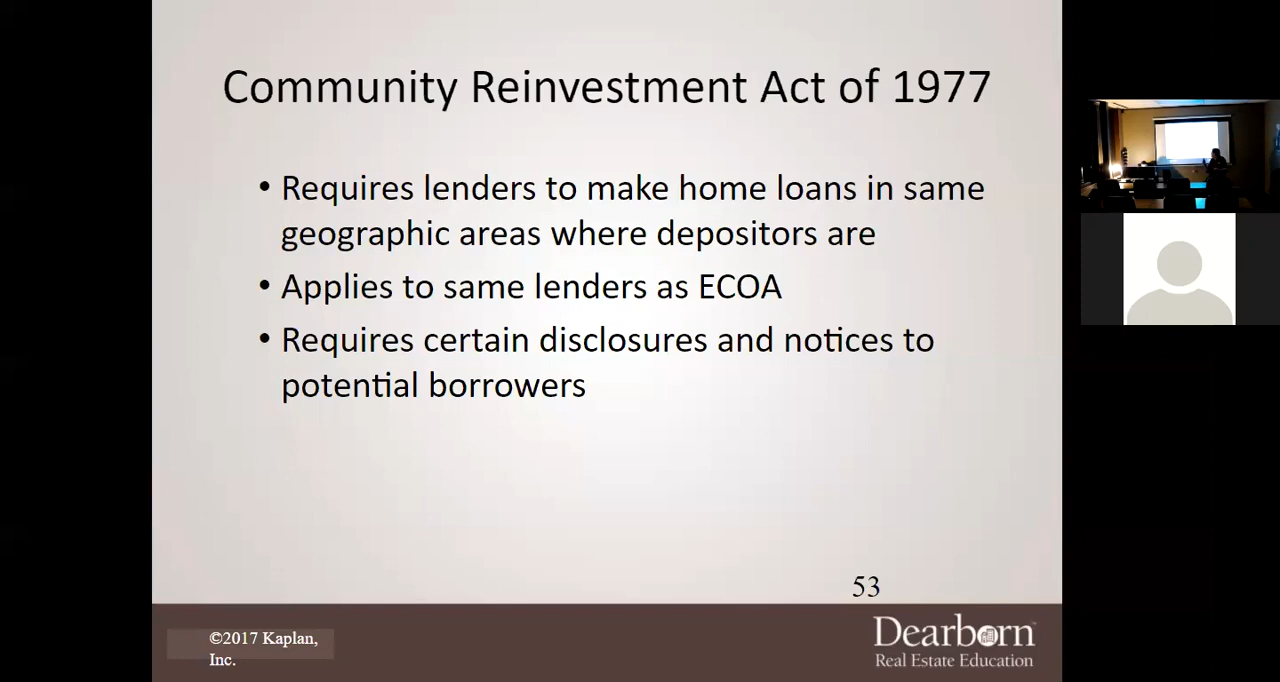 Community Reinvestment Act of 1977
• Requires lenders to make home loans in same
geographic areas where depositors are
• Applies to same lenders as ECOA
• Requires certain disclosures and notices to
potential borrowers
53
©2017 Kaplan,
Inc.
Dearborn™
Real Estate Education